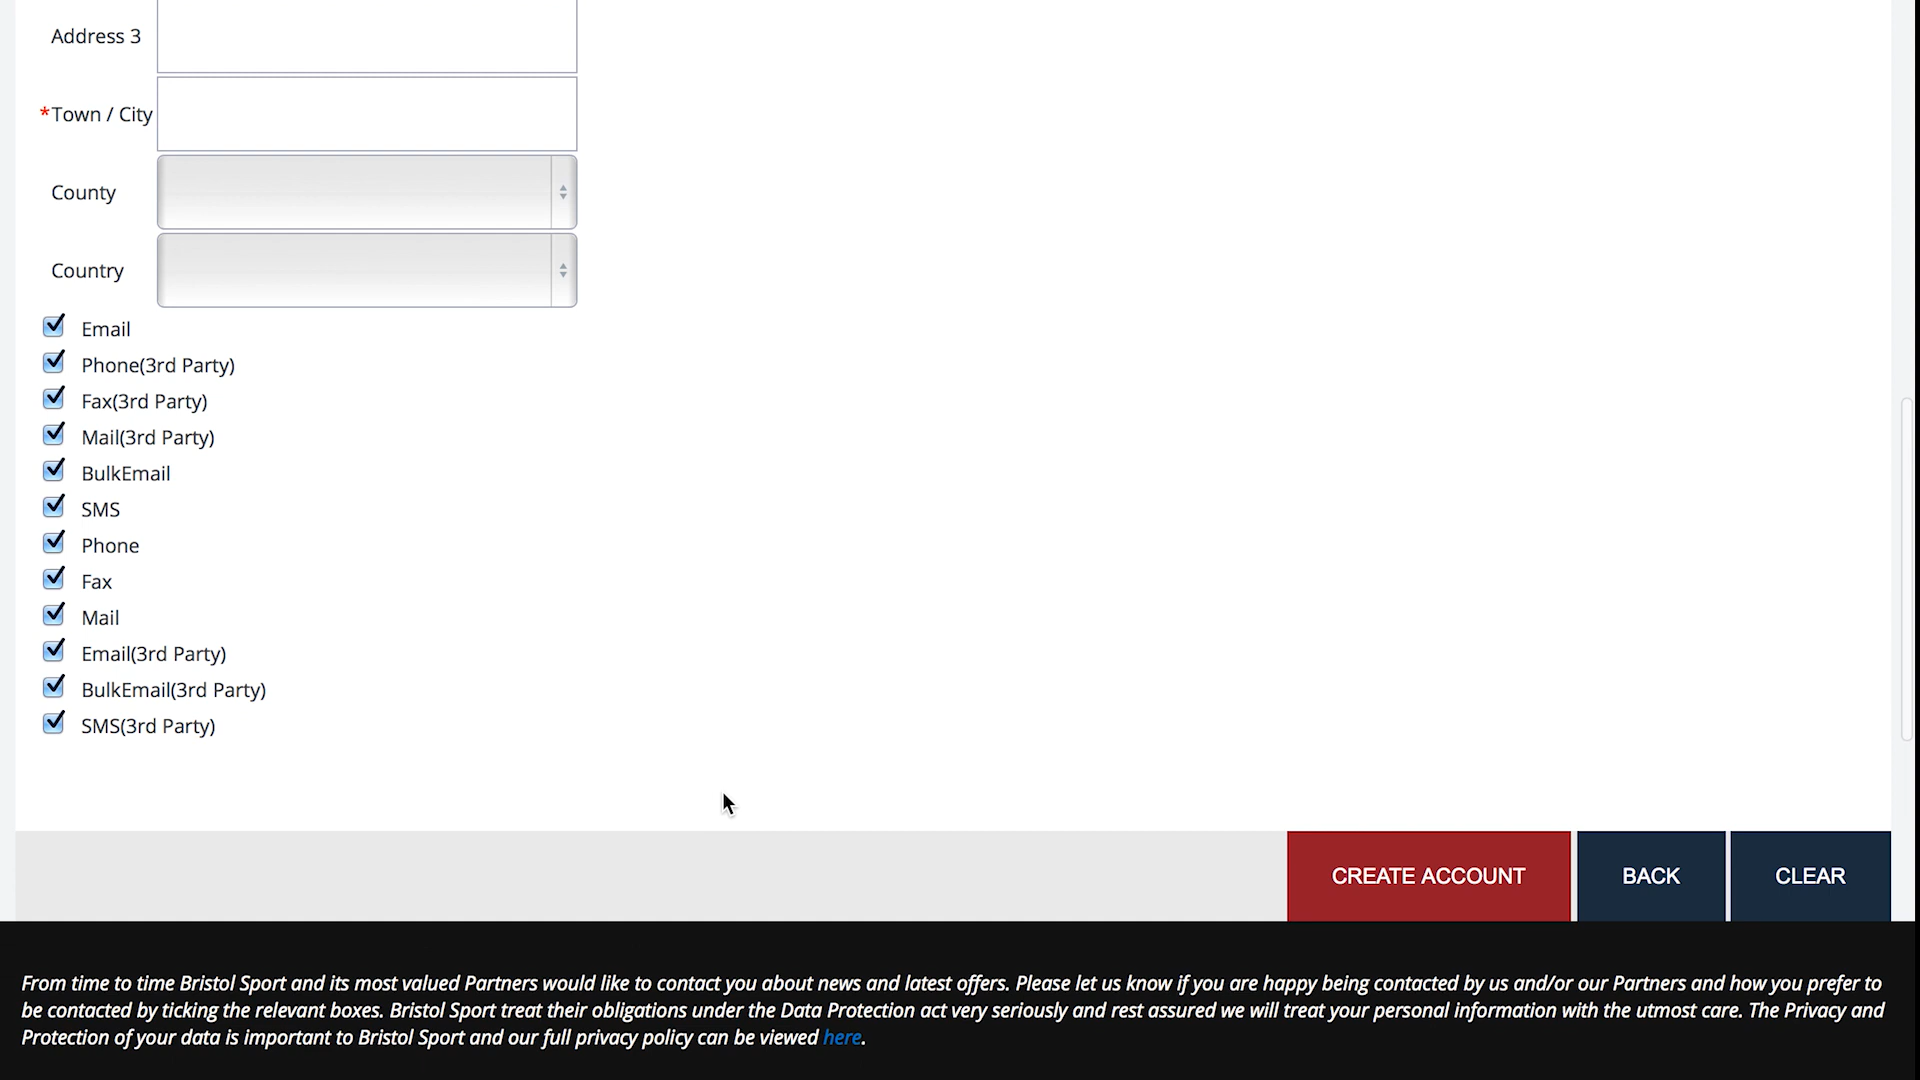 Address 3
*Town / City
County
Country
Email
Phone(3rd Party)
Fax(3rd Party)
Mail(3rd Party)
BulkEmail
SMS
Phone
Fax
Mail
Email(3rd Party)
BulkEmail(3rd Party)
SMS(3rd Party)
CREATE ACCOUNT
BACK
CLEAR
From time to time Bristol Sport and its most valued Partners would like to contact you about news and latest offers. Please let us know if you are happy being contacted by us and/or our Partners and how you prefer to
be contacted by ticking the relevant boxes. Bristol Sport treat their obligations under the Data Protection act very seriously and rest assured we will treat your personal information with the utmost care. The Privacy and
Protection of your data is important to Bristol Sport and our full privacy policy can be viewed here.